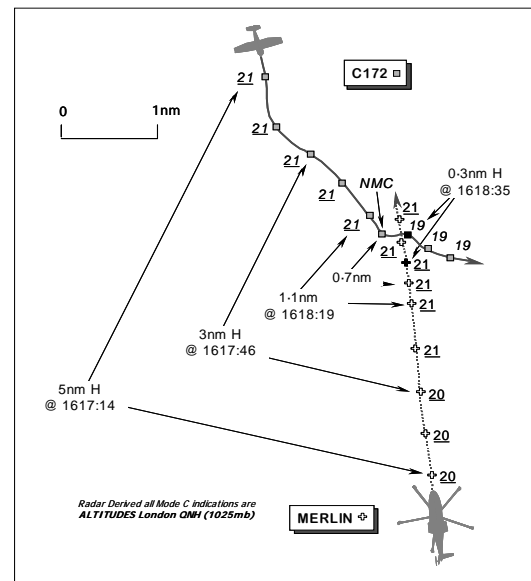 C172
0 1nm
21
21
21
21
21
NMC
0·3nm H
@ 1618:35
21
19
19
19
21
21
21
21
21
20
20
20
0·7nm
1·1nm
@ 1618:19
3nm H
@ 1617:46
5nm H
@ 1617:14
Radar Derived all Mode C indications are
ALTITUDES London QNH (1025mb)
MERLIN